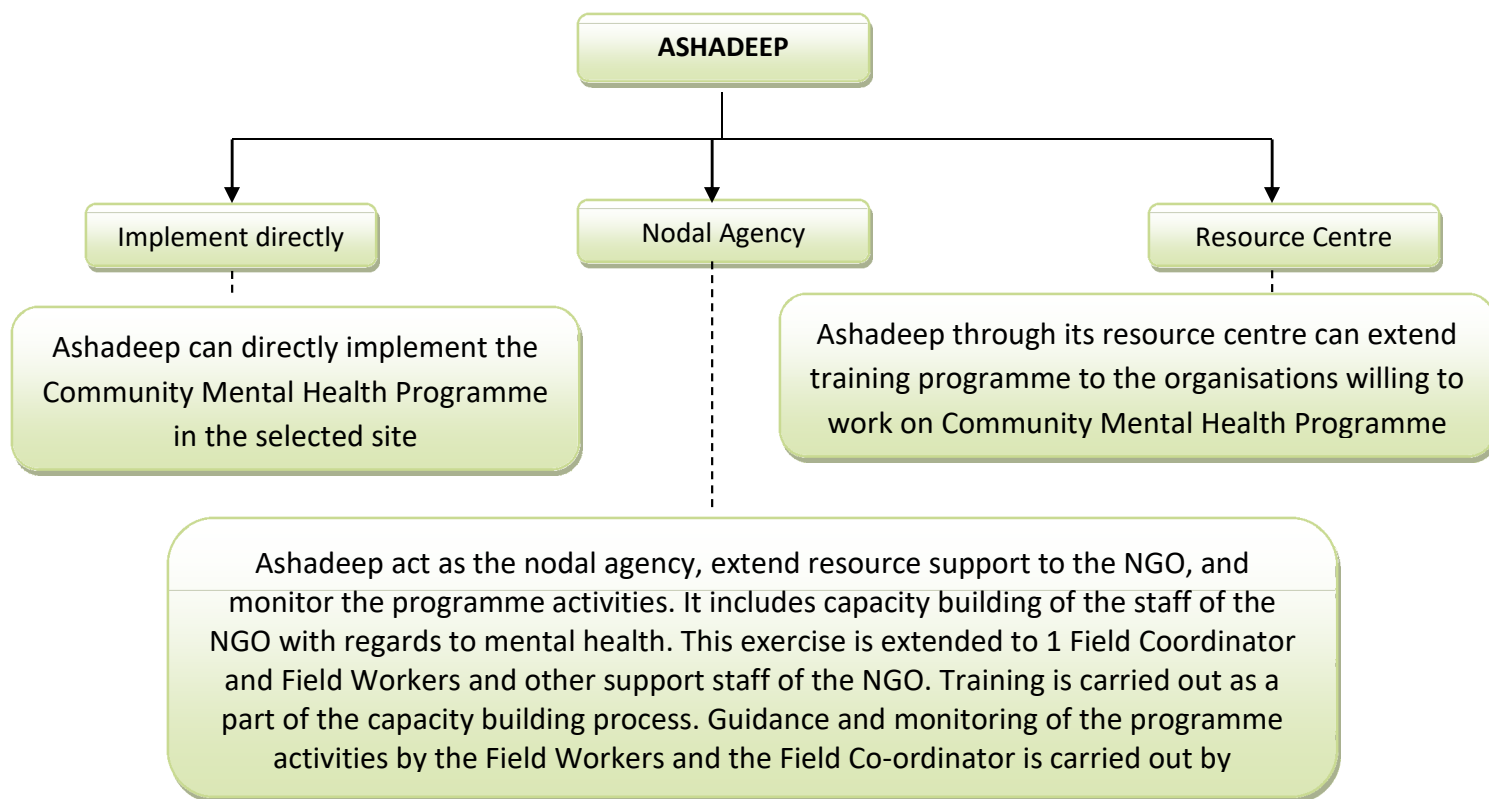 ASHADEEP
Implement directly
Nodal Agency
Resource Centre
Ashadeep can directly implement the
Community Mental Health Programme
in the selected site
Ashadeep through its resource centre can extend
training programme to the organisations willing to
work on Community Mental Health Programme
Ashadeep act as the nodal agency, extend resource support to the NGO, and
monitor the programme activities. It includes capacity building of the staff of the
NGO with regards to mental health. This exercise is extended to 1 Field Coordinator
and Field Workers and other support staff of the NGO. Training is carried out as a
part of the capacity building process. Guidance and monitoring of the programme
activities by the Field Workers and the Field Co-ordinator is carried out by